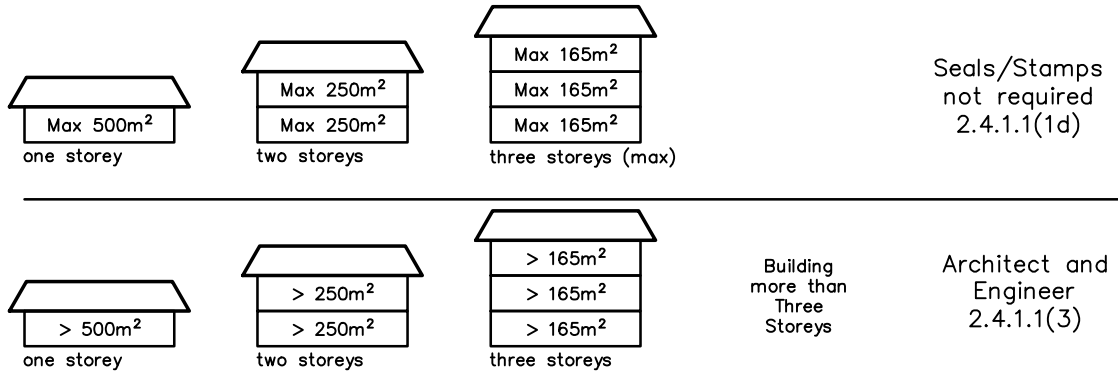 Max 500m²
one storey
Max 250m²
Max 250m²
two storeys
Max 165m²
Max 165m²
Max 165m²
three storeys (max)
Seals/Stamps
not required
2.4.1.1(1d)
> 500m²
one storey
> 250m²
> 250m²
two storeys
> 165m²
> 165m²
> 165m²
three storeys
Building
more than
Three
Storeys
Architect and
Engineer
2.4.1.1(3)